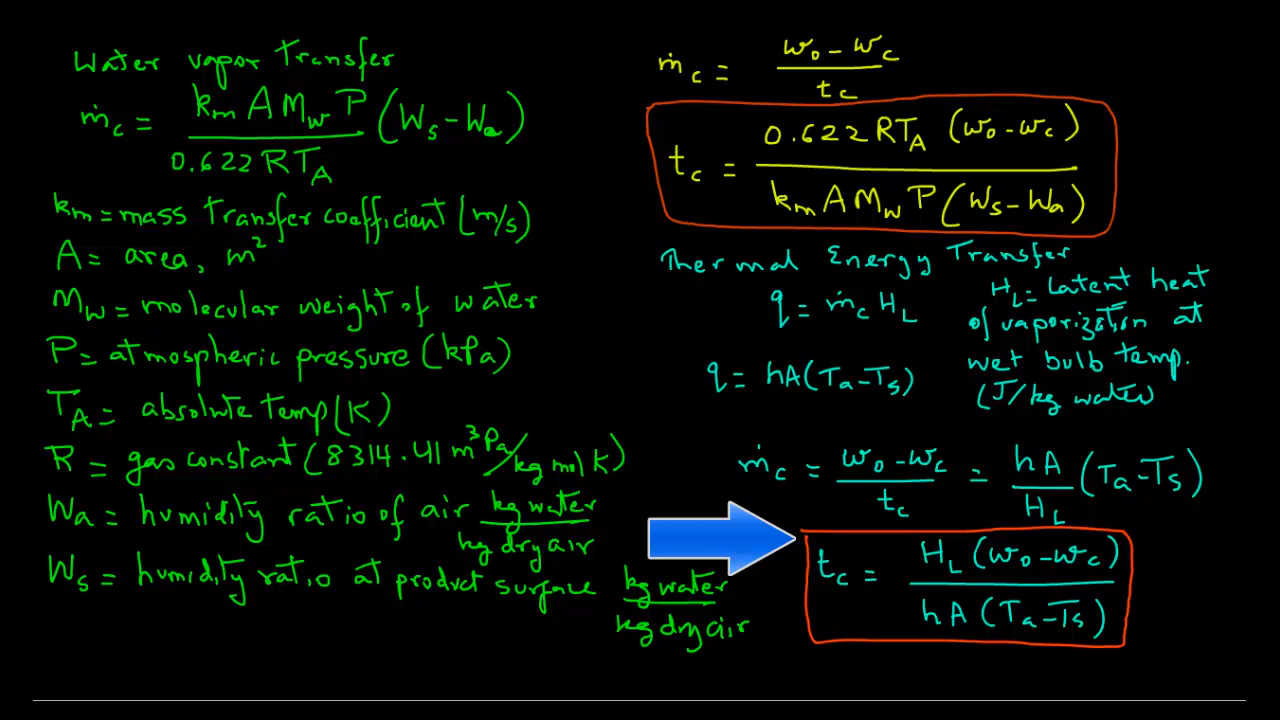 Water vapor Transfer
ṁc = km A Mw P / 0.622 R TA (Ws - Wa)
km = mass transfer coefficient (m/s)
A = area, m²
Mw = molecular weight of water
P = atmospheric pressure (kPa)
TA = absolute temp (K)
R = gas constant (8314.41 m³ Pa/kg mol K)
Wa = humidity ratio of air kg water / kg dry air
Ws = humidity ratio at product surface kg water / kg dry air
ṁc = wo - wc / tc
tc = 0.622 R TA (wo - wc) / km A Mw P (Ws - Wa)
Thermal Energy Transfer
q = ṁc HL
HL = Latent heat
of vaporization at
wet bulb temp.
(J/kg water)
q = hA(Ta - Ts)
ṁc = wo - wc / tc = hA / HL (Ta - Ts)
tc = HL (wo - wc) / hA (Ta - Ts)